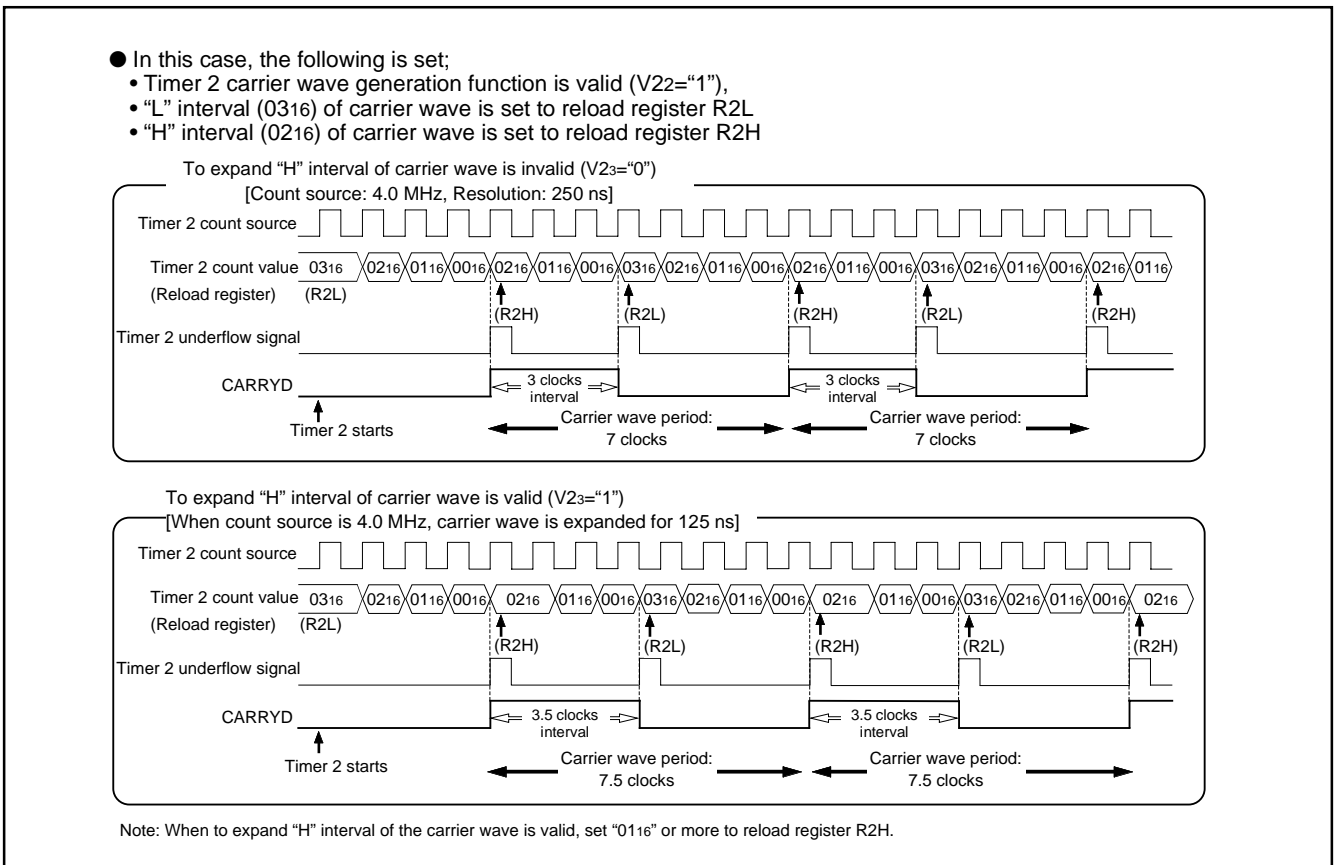 ● In this case, the following is set;
• Timer 2 carrier wave generation function is valid (V22=“1”),
• “L” interval (0316) of carrier wave is set to reload register R2L
• “H” interval (0216) of carrier wave is set to reload register R2H
To expand “H” interval of carrier wave is invalid (V23=“0”)
[Count source: 4.0 MHz, Resolution: 250 ns]
Timer 2 count source
Timer 2 count value 0316 0216 0116 0016 0216 0116 0016 0316 0216 0116 0016 0216 0116 0016 0316 0216 0116 0016 0216 0116
(Reload register) (R2L)
(R2H) (R2L) (R2H) (R2L) (R2H)
Timer 2 underflow signal
CARRYD 3 clocks interval 3 clocks interval
Timer 2 starts
Carrier wave period: Carrier wave period:
7 clocks 7 clocks
To expand “H” interval of carrier wave is valid (V23=“1”)
[When count source is 4.0 MHz, carrier wave is expanded for 125 ns]
Timer 2 count source
Timer 2 count value 0316 0216 0116 0016 0216 0116 0016 0316 0216 0116 0016 0216 0116 0016 0316 0216 0116 0016 0216
(Reload register) (R2L)
(R2H) (R2L) (R2H) (R2L) (R2H)
Timer 2 underflow signal
CARRYD 3.5 clocks interval 3.5 clocks interval
Timer 2 starts
Carrier wave period: Carrier wave period:
7.5 clocks 7.5 clocks
Note: When to expand “H” interval of the carrier wave is valid, set “0116” or more to reload register R2H.